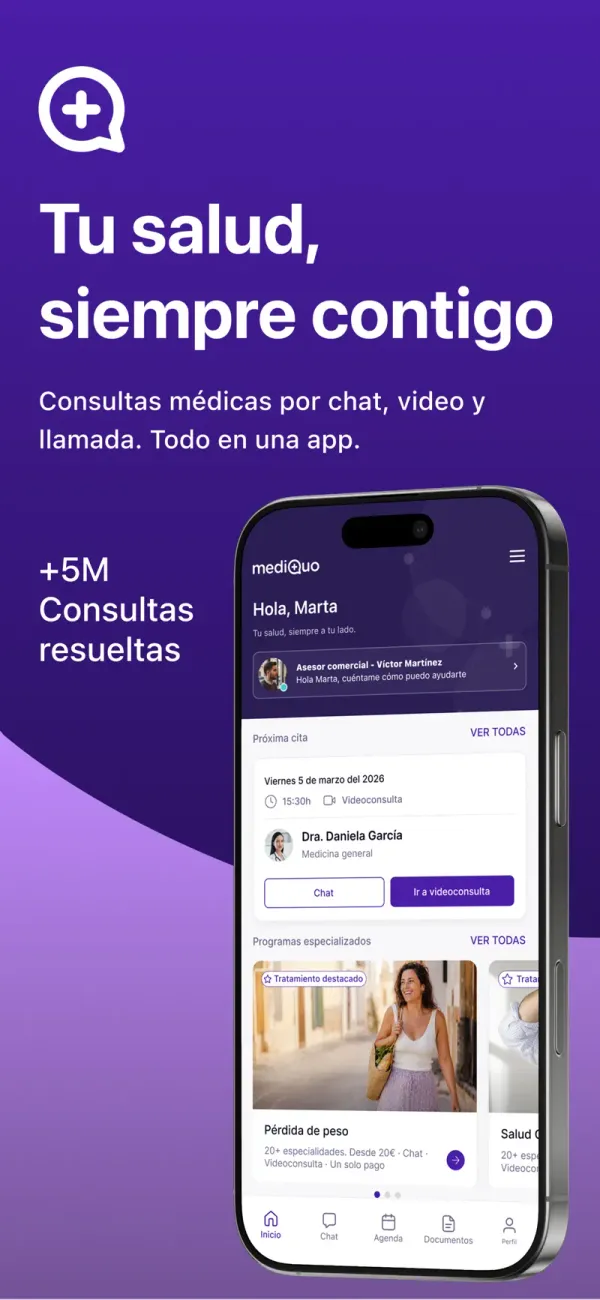 Tu salud,
siempre contigo
Consultas médicas por chat, video y
llamada. Todo en una app.
+5M
Consultas
resueltas
mediQuo
Hola, Marta
Tu salud, siempre a tu lado.
Asesor comercial - Víctor Martínez
Hola Marta, cuéntame cómo puedo ayudarte
Próxima cita
VER TODAS
Viernes 5 de marzo del 2026
15:30h
Videoconsulta
Dra. Daniela García
Medicina general
Chat
Ir a videoconsulta
Programas especializados
VER TODAS
Tratamiento destacado
Trata
Pérdida de peso
20+ especialidades. Desde 20€ · Chat ·
Videoconsulta · Un solo pago
Salud
20+ espe
Videocon
Inicio
Chat
Agenda
Documentos
Perfil